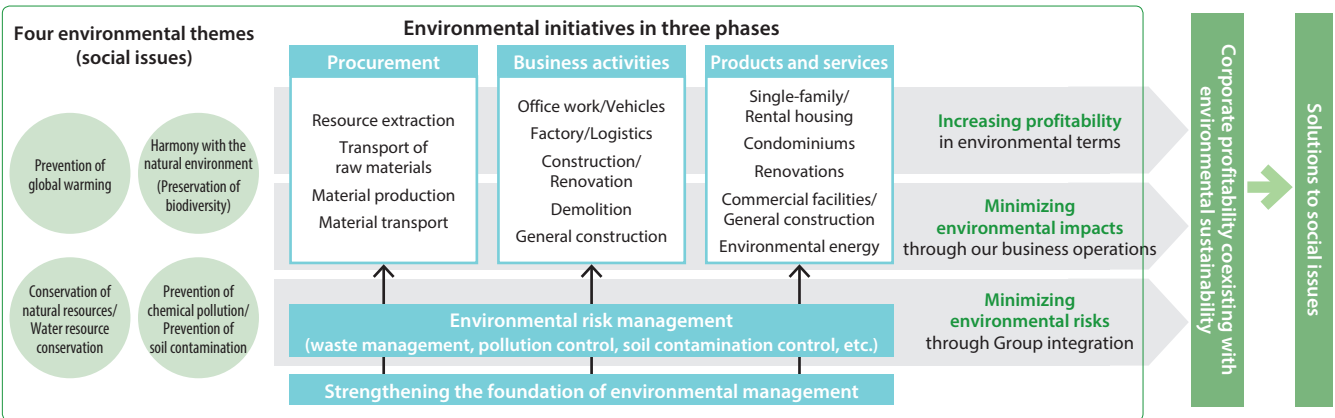 Four environmental themes
(social issues)
Prevention of
global warming
Harmony with the
natural environment
(Preservation of
biodiversity)
Conservation of
natural resources/
Water resource
conservation
Prevention of
chemical pollution/
Prevention of
soil contamination
Environmental initiatives in three phases
Procurement
Resource extraction
Transport of
raw materials
Material production
Material transport
Business activities
Office work/Vehicles
Factory/Logistics
Construction/
Renovation
Demolition
General construction
Products and services
Single-family/
Rental housing
Condominiums
Renovations
Commercial facilities/
General construction
Environmental energy
Environmental risk management
(waste management, pollution control, soil contamination control, etc.)
Strengthening the foundation of environmental management
Increasing profitability
in environmental terms
Minimizing
environmental impacts
through our business operations
Minimizing
environmental risks
through Group integration
Corporate profitability coexisting with
environmental sustainability
Solutions to social issues